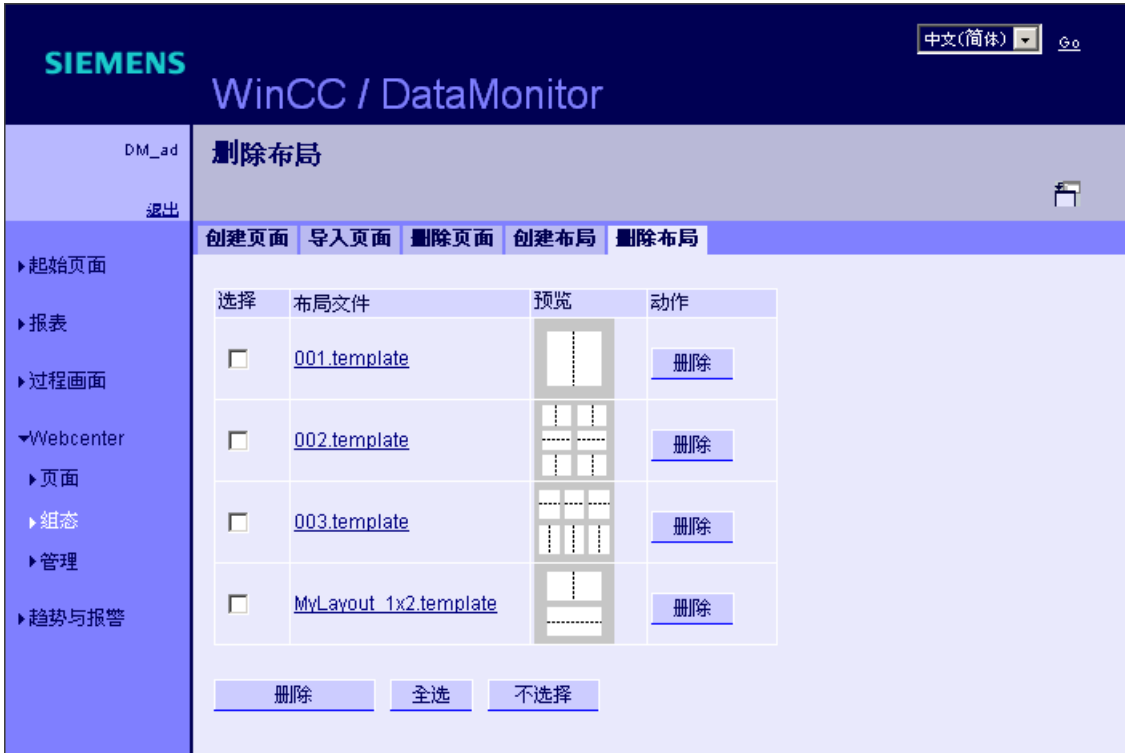 SIEMENS
中文(简体)
Go
WinCC / DataMonitor
DM_ad
退出
删除布局
创建页面
导入页面
删除页面
创建布局
删除布局
起始页面
报表
过程画面
Webcenter
页面
组态
管理
趋势与报警
选择 布局文件 预览 动作
001.template 删除
002.template 删除
003.template 删除
MyLayout_1x2.template 删除
删除 全选 不选择